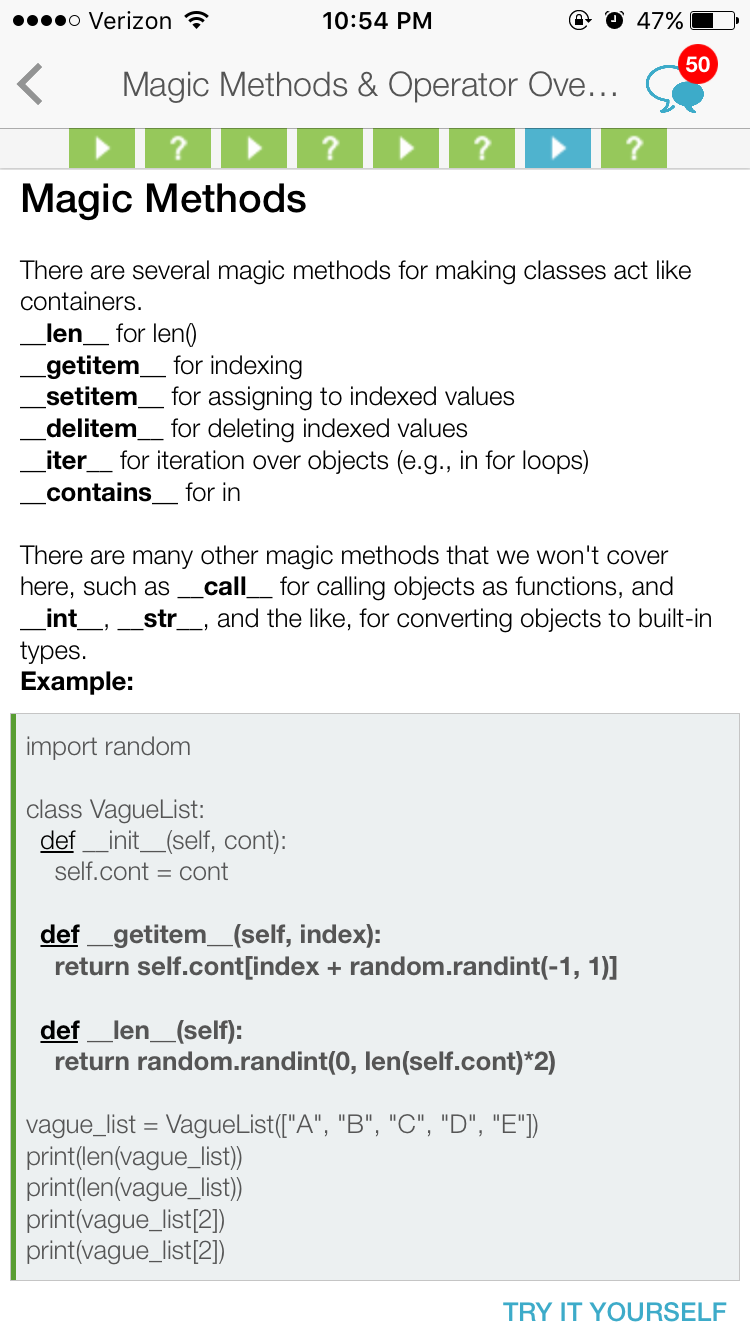 Verizon 10:54 PM 47%
Magic Methods & Operator Ove...
50
? ? ? ?
Magic Methods
There are several magic methods for making classes act like
containers.
__len__ for len()
__getitem__ for indexing
__setitem__ for assigning to indexed values
__delitem__ for deleting indexed values
__iter__ for iteration over objects (e.g., in for loops)
__contains__ for in
There are many other magic methods that we won't cover
here, such as __call__ for calling objects as functions, and
__int__, __str__, and the like, for converting objects to built-in
types.
Example:
import random
class VagueList:
def __init__(self, cont):
self.cont = cont
def __getitem__(self, index):
return self.cont[index + random.randint(-1, 1)]
def __len__(self):
return random.randint(0, len(self.cont)*2)
vague_list = VagueList(["A", "B", "C", "D", "E"])
print(len(vague_list))
print(len(vague_list))
print(vague_list[2])
print(vague_list[2])
TRY IT YOURSELF